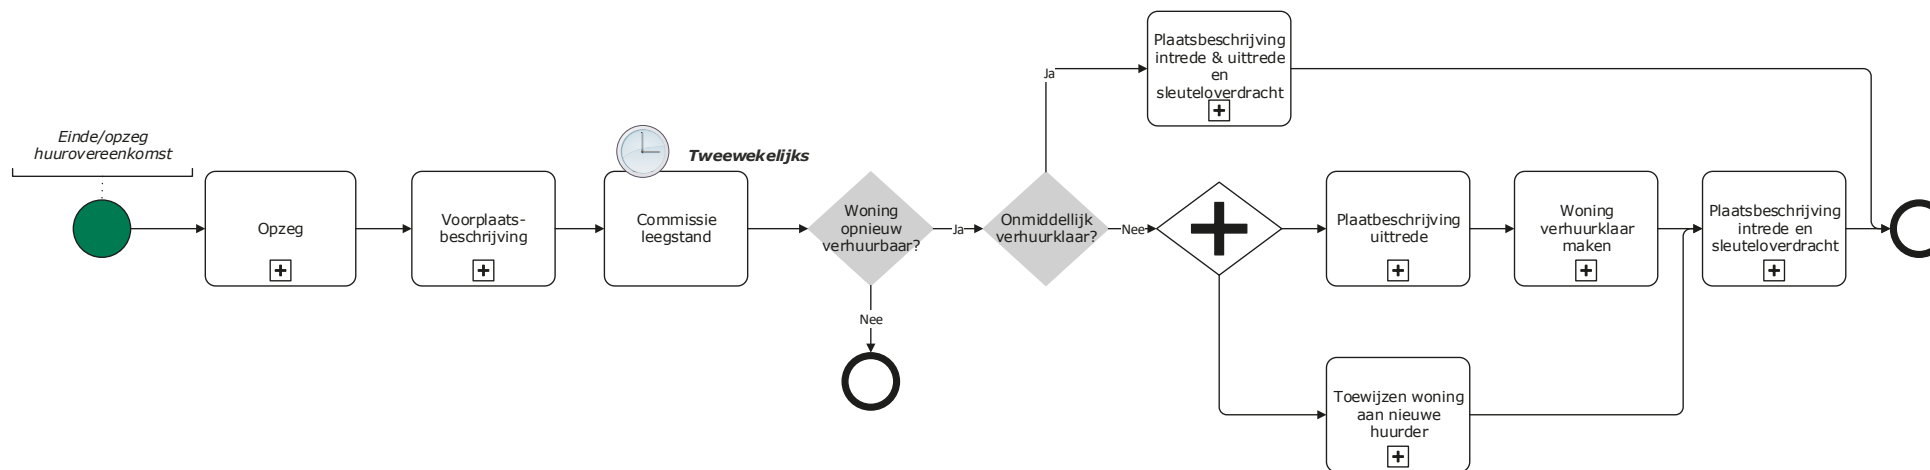 Einde/opzeg
huurovereenkomst
Opzeg
Voorplaats-
beschrijving
Tweewekelijks
Commissie
leegstand
Woning
opnieuw
verhuurbaar?
Nee
Ja
Onmiddellijk
verhuurklaar?
Ja
Plaatsbeschrijving
intrede & uittrede
en
sleuteloverdracht
Nee
Plaatbeschrijving
uittrede
Woning
verhuurklaar
maken
Plaatsbeschrijving
intrede en
sleuteloverdracht
Toewijzen woning
aan nieuwe
huurder